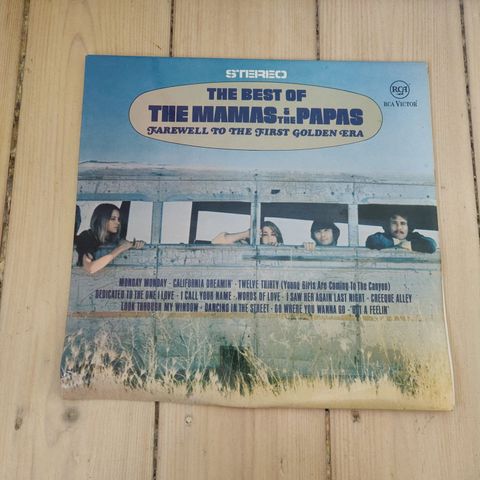 STEREO
THE BEST OF
THE MAMAS & THE PAPAS
FAREWELL TO THE FIRST GOLDEN ERA
RCA
RCA VICTOR
MONDAY MONDAY - CALIFORNIA DREAMIN' - TWELVE THIRTY (Young Girls Are Coming To The Canyon)
DEDICATED TO THE ONE I LOVE - I CALL YOUR NAME - WORDS OF LOVE - I SAW HER AGAIN LAST NIGHT - CREEQUE ALLEY
LOOK THROUGH MY WINDOW - DANCING IN THE STREET - GO WHERE YOU WANNA GO - GOT A FEELIN'